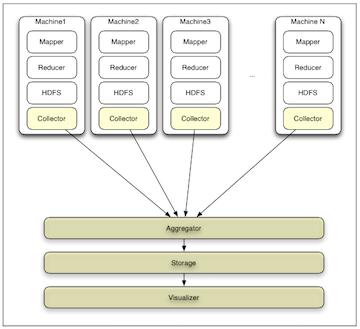 Machine1 Machine2 Machine3 Machine N
Mapper Mapper Mapper Mapper
Reducer Reducer Reducer Reducer
HDFS HDFS HDFS ... HDFS
Collector Collector Collector Collector
Aggregator
Storage
Visualizer